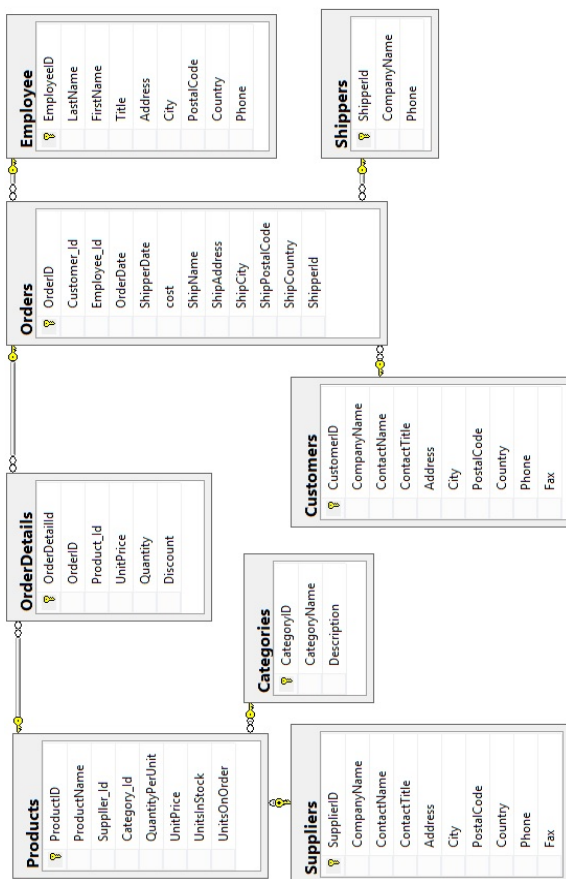 Products
ProductID
ProductName
Supplier_Id
Category_Id
QuantityPerUnit
UnitPrice
UnitsInStock
UnitsOnOrder
OrderDetails
OrderDetailId
OrderID
Product_Id
UnitPrice
Quantity
Discount
Orders
OrderID
Customer_Id
Employee_Id
OrderDate
ShipperDate
cost
ShipName
ShipAddress
ShipCity
ShipPostalCode
ShipCountry
ShipperId
Employee
EmployeeID
LastName
FirstName
Title
Address
City
PostalCode
Country
Phone
Suppliers
SupplierID
CompanyName
ContactName
ContactTitle
Address
City
PostalCode
Country
Phone
Fax
Categories
CategoryID
CategoryName
Description
Customers
CustomerID
CompanyName
ContactName
ContactTitle
Address
City
PostalCode
Country
Phone
Fax
Shippers
ShipperId
CompanyName
Phone